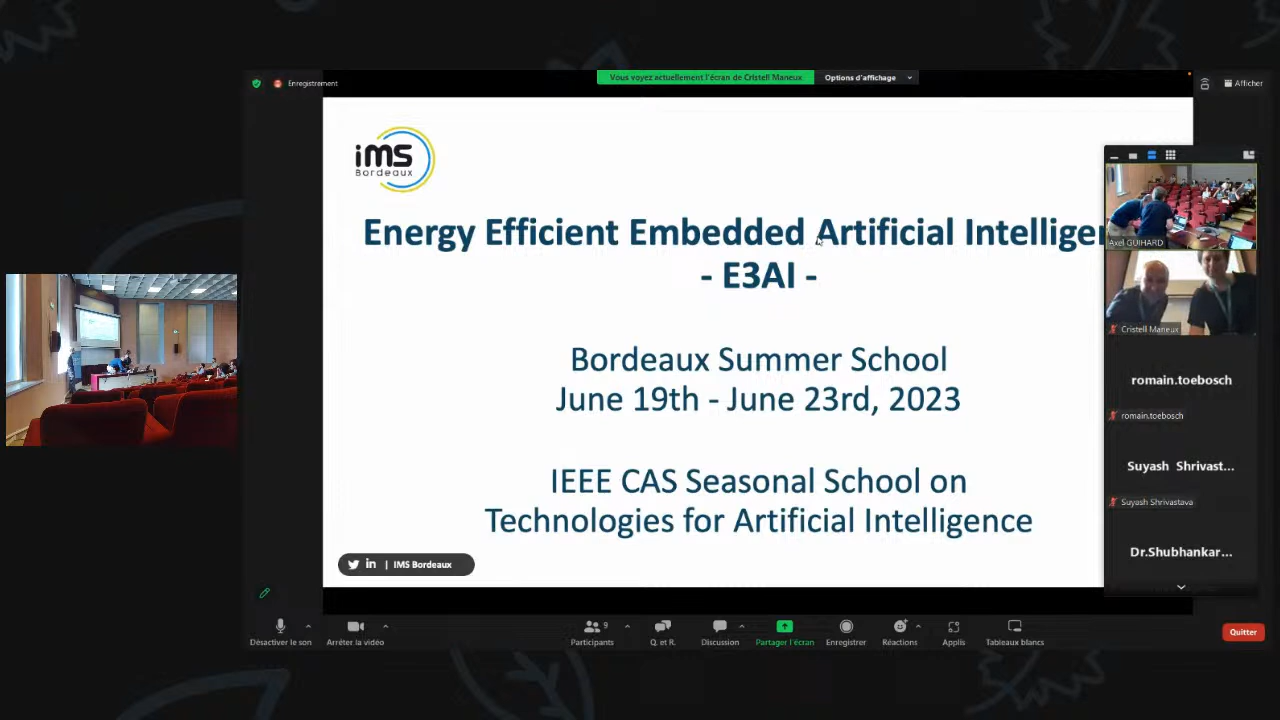 Enregistrement
Vous voyez actuellement l'écran de Cristell Maneux
Options d'affichage
Afficher
iMS
Bordeaux
Energy Efficient Embedded Artificial Intelliger
- E3AI -
Bordeaux Summer School
June 19th - June 23rd, 2023
IEEE CAS Seasonal School on
Technologies for Artificial Intelligence
in | IMS Bordeaux
Axel GUIHARD
Cristell Maneux
romain.toebosch
romain.toebosch
Suyash Shrivast...
Suyash Shrivastava
Dr.Shubhankar...
Désactiver le son
Arrêter la vidéo
Participants
9
Q. et R.
Discussion
Partager l'écran
Enregistrer
Réactions
Applis
Tableaux blancs
Quitter